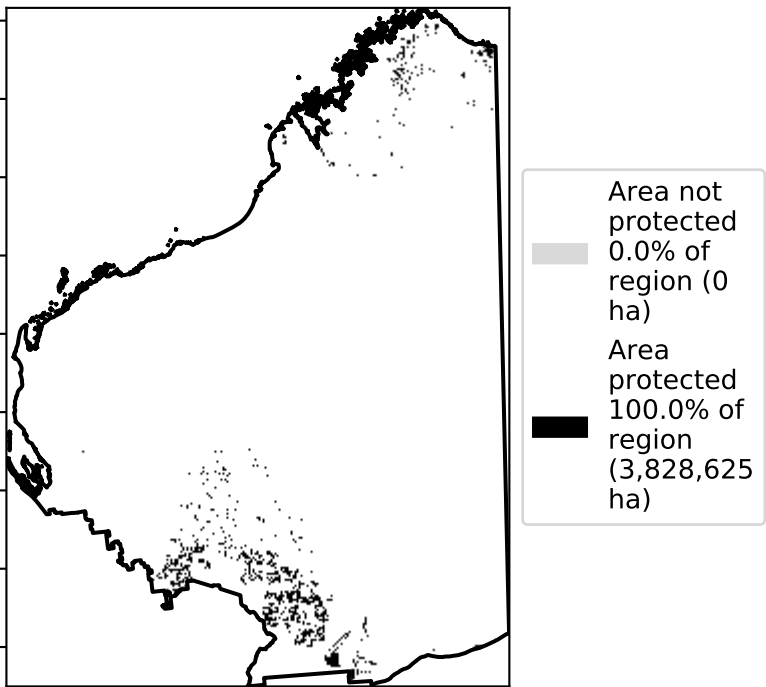 Area not
protected
0.0% of
region (0
ha)
Area
protected
100.0% of
region
(3,828,625
ha)